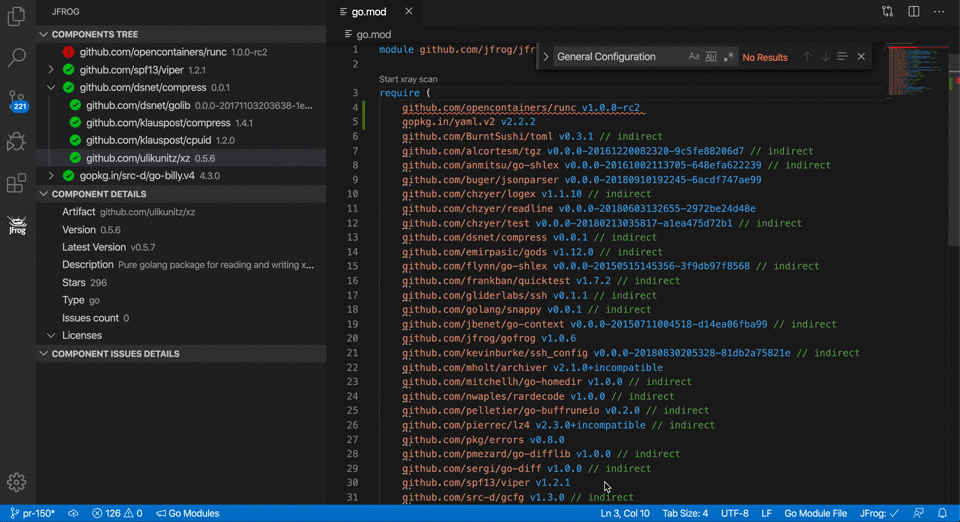 JFROG
COMPONENTS TREE
github.com/opencontainers/runc 1.0.0-rc2
github.com/spf13/viper 1.2.1
github.com/dsnet/compress 0.0.1
github.com/dsnet/golib 0.0.0-20171103203638-1e...
github.com/klauspost/compress 1.4.1
github.com/klauspost/cpuid 1.2.0
github.com/ulikunitz/xz 0.5.6
gopkg.in/src-d/go-billy.v4 4.3.0
COMPONENT DETAILS
Artifact github.com/ulikunitz/xz
Version 0.5.6
Latest Version v0.5.7
Description Pure golang package for reading and writing x...
Stars 296
Type go
Issues count 0
Licenses
COMPONENT ISSUES DETAILS
221
JFrog
go.mod
go.mod
General Configuration
Aa Abl .*
No Results
1 module github.com/jfrog/jfr
2
Start xray scan
3 require (
4 github.com/opencontainers/runc v1.0.0-rc2
5 gopkg.in/yaml.v2 v2.2.2
6 github.com/BurntSushi/toml v0.3.1 // indirect
7 github.com/alcortesm/tgz v0.0.0-20161220082320-9c5fe88206d7 // indirect
8 github.com/anmitsu/go-shlex v0.0.0-20161002113705-648efa622239 // indirect
9 github.com/buger/jsonparser v0.0.0-20180910192245-6acdf747ae99
10 github.com/chzyer/logex v1.1.10 // indirect
11 github.com/chzyer/readline v0.0.0-20180603132655-2972be24d48e
12 github.com/chzyer/test v0.0.0-20180213035817-a1ea475d72b1 // indirect
13 github.com/dsnet/compress v0.0.1 // indirect
14 github.com/emirpasic/gods v1.12.0 // indirect
15 github.com/flynn/go-shlex v0.0.0-20150515145356-3f9db97f8568 // indirect
16 github.com/frankban/quicktest v1.7.2 // indirect
17 github.com/gliderlabs/ssh v0.1.1 // indirect
18 github.com/golang/snappy v0.0.1 // indirect
19 github.com/jbenet/go-context v0.0.0-20150711004518-d14ea06fba99 // indirect
20 github.com/jfrog/gofrog v1.0.6
21 github.com/kevinburke/ssh_config v0.0.0-20180830205328-81db2a75821e // indirect
22 github.com/mholt/archiver v2.1.0+incompatible
23 github.com/mitchellh/go-homedir v1.0.0 // indirect
24 github.com/nwaples/rardecode v1.0.0 // indirect
25 github.com/pelletier/go-buffruneio v0.2.0 // indirect
26 github.com/pierrec/lz4 v2.3.0+incompatible // indirect
27 github.com/pkg/errors v0.8.0
28 github.com/pmezard/go-difflib v1.0.0 // indirect
29 github.com/sergi/go-diff v1.0.0 // indirect
30 github.com/spf13/viper v1.2.1
31 github.com/src-d/gcfg v1.3.0 // indirect
pr-150* 126 0 Go Modules Ln 3, Col 10 Tab Size: 4 UTF-8 LF Go Module File JFrog: